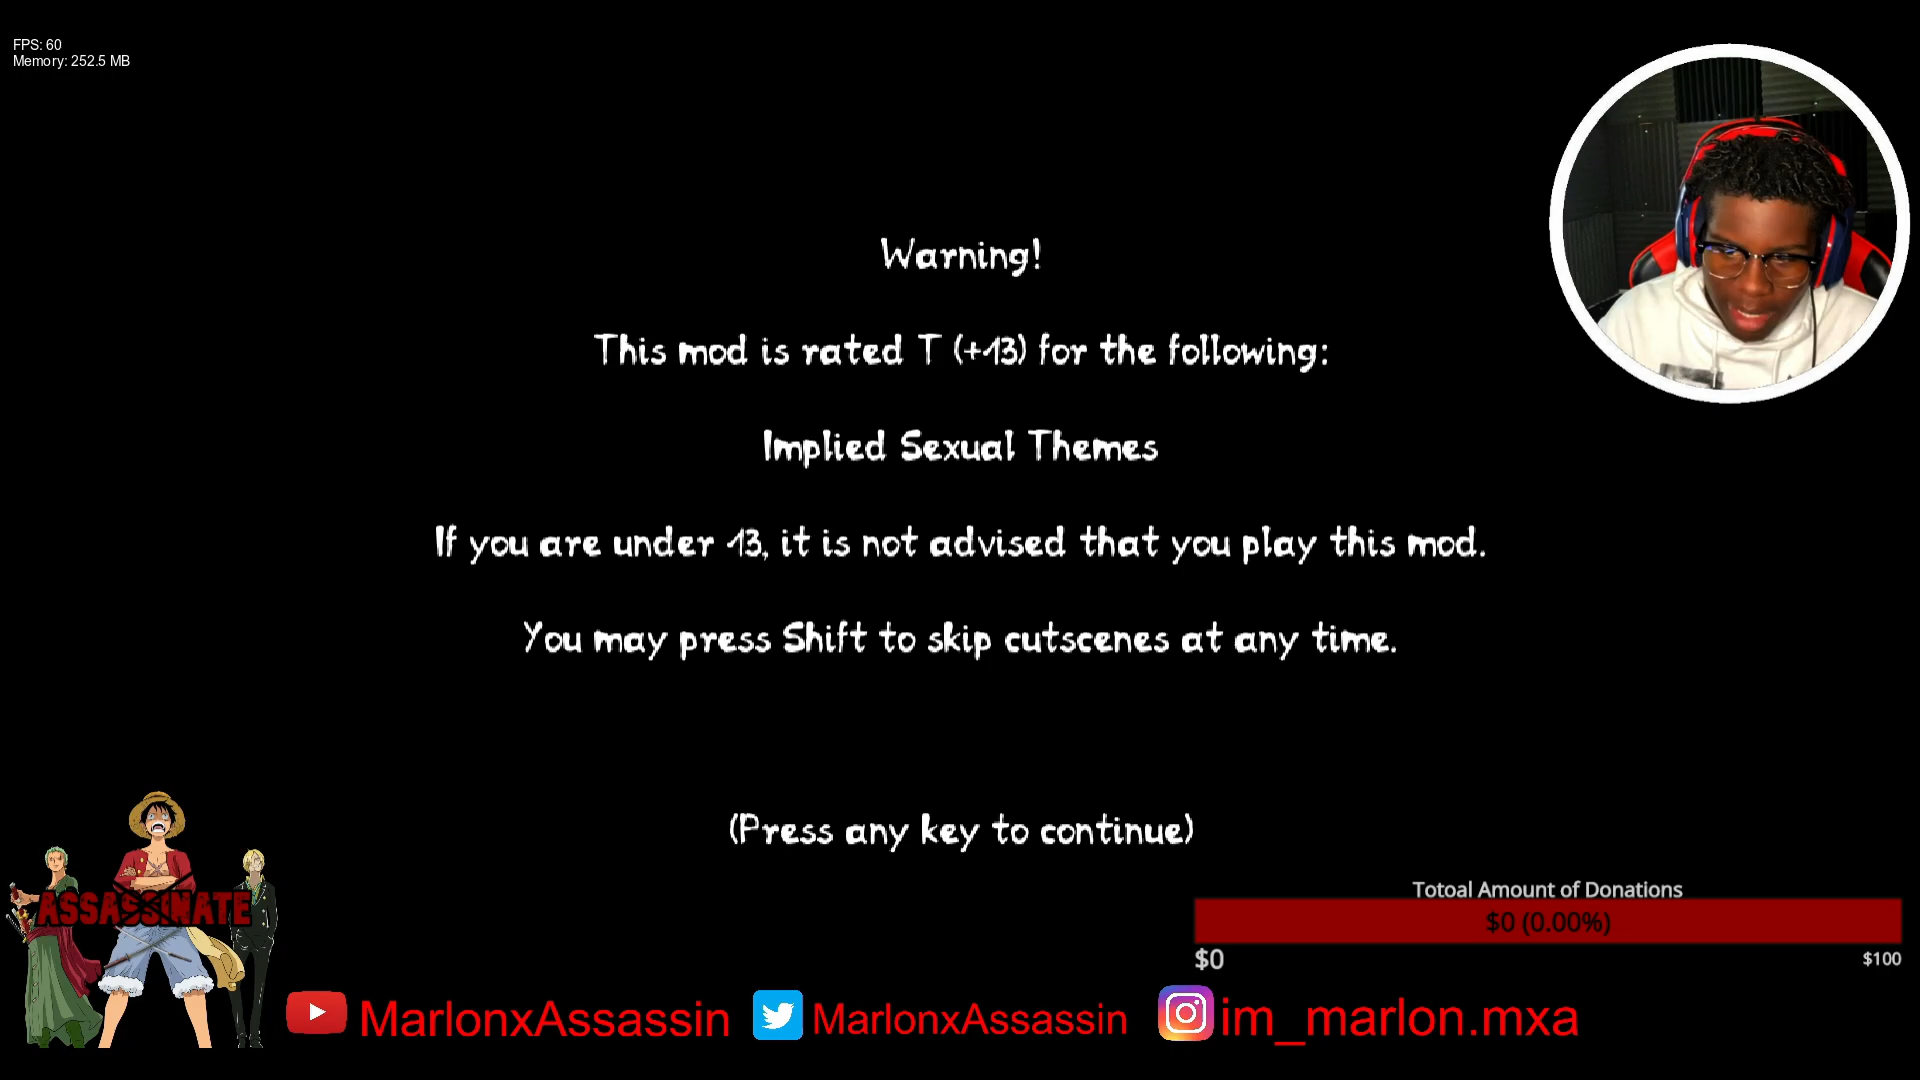 FPS: 60
Memory: 252.5 MB
Warning!
This mod is rated T (+13) for the following:
Implied Sexual Themes
If you are under 13, it is not advised that you play this mod.
You may press Shift to skip cutscenes at any time.
(Press any key to continue)
ASSASSINATE
Totoal Amount of Donations
$0 (0.00%)
$0 $100
MarlonxAssassin MarlonxAssassin im_marlon.mxa